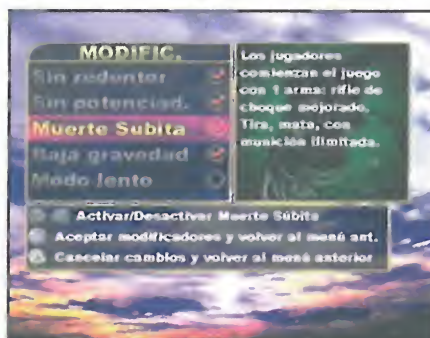 MODIFIC.
Sin redentor
Sin potenciad.
Muerte Subita
Baja gravedad
Modo lento
Los jugadores
comienzan el juego
con 1 arma: rifle de
choque mejorado.
Tira, mata, con
munición ilimitada.
Activar/Desactivar Muerte Súbita
Aceptar modificadores y volver al menú ant.
Cancelar cambios y volver al menú anterior